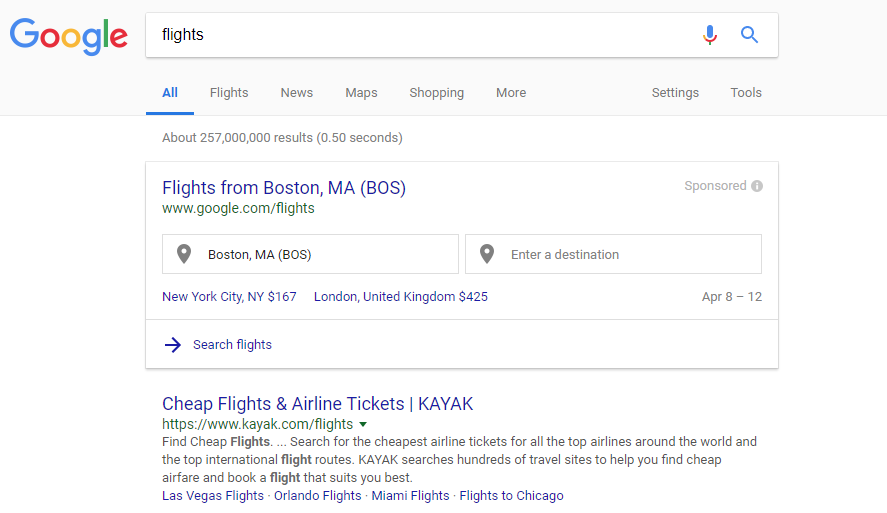 Google
flights
All Flights News Maps Shopping More Settings Tools
About 257,000,000 results (0.50 seconds)
Flights from Boston, MA (BOS) Sponsored
www.google.com/flights
Boston, MA (BOS) Enter a destination
New York City, NY $167 London, United Kingdom $425 Apr 8 – 12
Search flights
Cheap Flights & Airline Tickets | KAYAK
https://www.kayak.com/flights
Find Cheap Flights. ... Search for the cheapest airline tickets for all the top airlines around the world and
the top international flight routes. KAYAK searches hundreds of travel sites to help you find cheap
airfare and book a flight that suits you best.
Las Vegas Flights · Orlando Flights · Miami Flights · Flights to Chicago